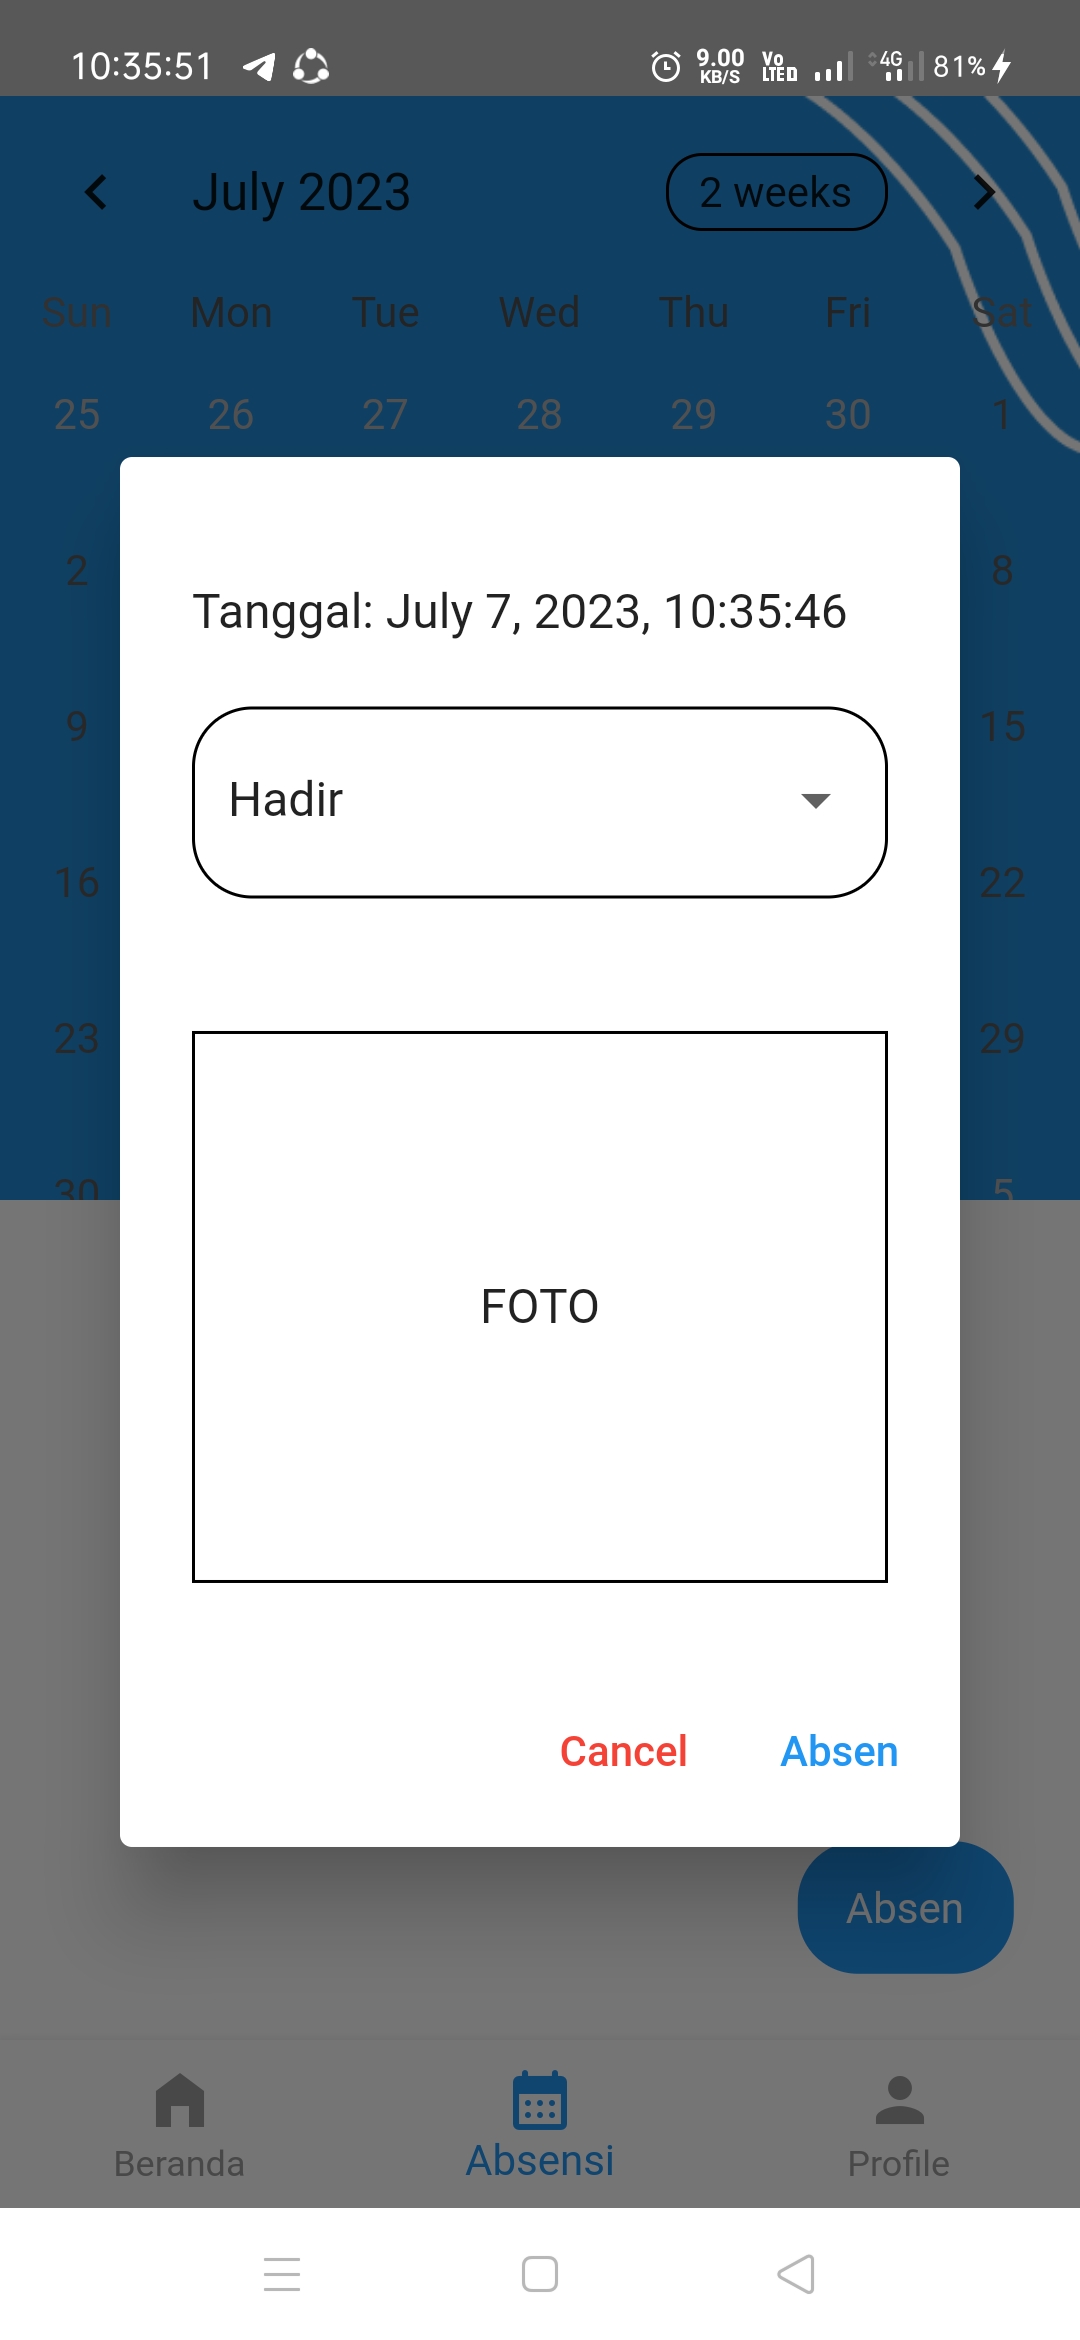 10:35:51 9.00 KB/S Vo LTE D 4G 81%
July 2023 2 weeks
Sun Mon Tue Wed Thu Fri Sat
25 26 27 28 29 30 1
2 8
9 15
16 22
23 29
30 5
Tanggal: July 7, 2023, 10:35:46
Hadir
FOTO
Cancel Absen
Absen
Beranda Absensi Profile